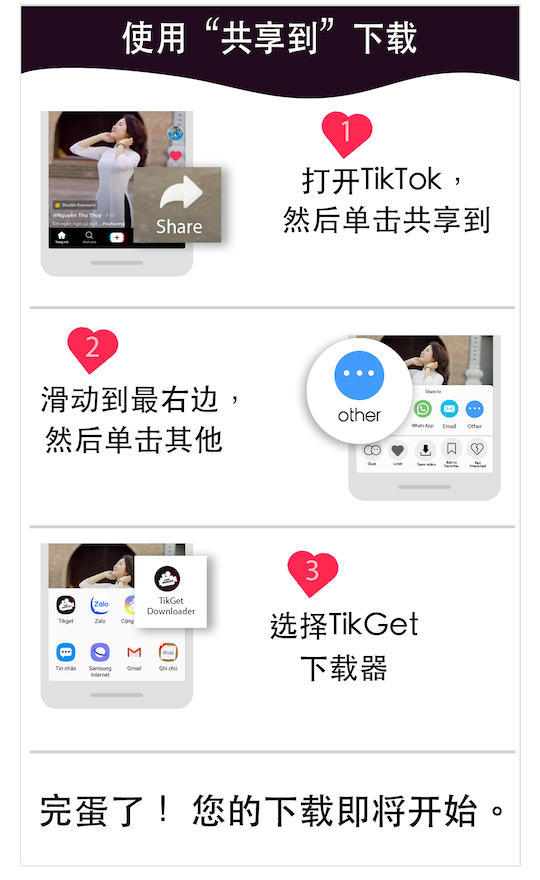 使用“共享到”下载
1
打开TikTok，
然后单击共享到
Double Exposure
@Nguyễn Thu Thuỷ · 1-02
Share
2
滑动到最右边，
然后单击其他
other
Share to
Whats App
Email
Other
Duet
Save video
Add to Favorites
Not Interested
TikGet
Downloader
Tikget
Zalo
Tin nhắn
Samsung Internet
Gmail
Ghi chú
3
选择TikGet
下载器
完蛋了！您的下载即将开始。